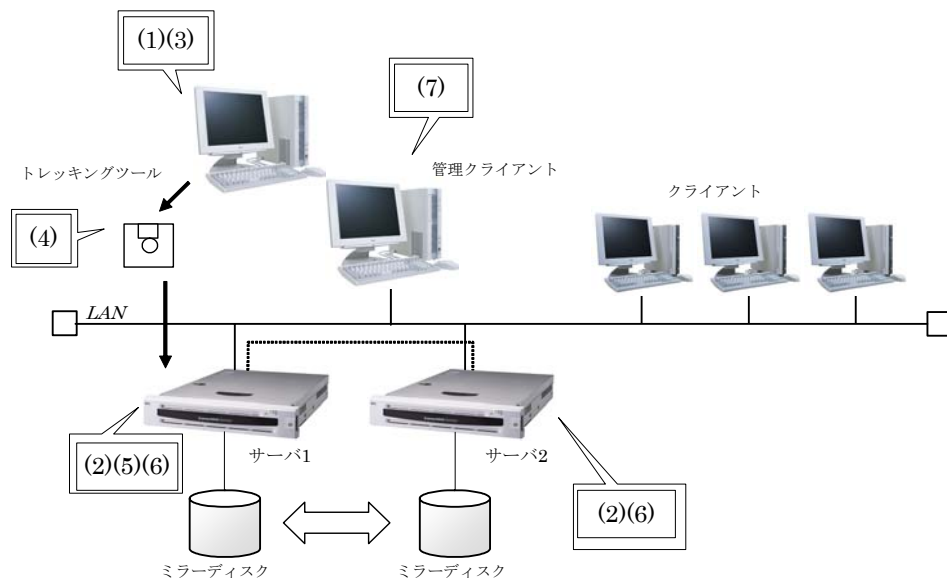 (1)(3)
(7)
トレッキングツール
管理クライアント
クライアント
(4)
LAN
サーバ1
サーバ2
(2)(5)(6)
(2)(6)
ミラーディスク
ミラーディスク